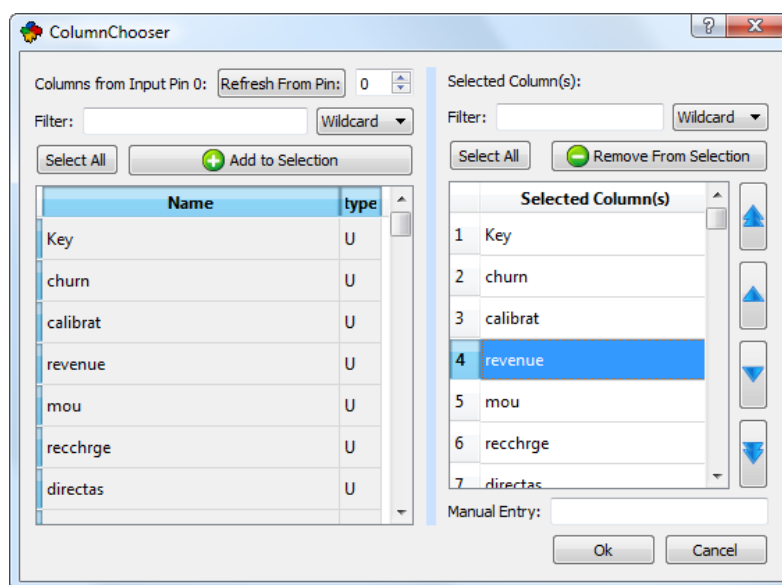 ColumnChooser
Columns from Input Pin 0: Refresh From Pin: 0
Filter: Wildcard
Select All Add to Selection
Name type
Key U
churn U
calibrat U
revenue U
mou U
recchrge U
directas U
Selected Column(s):
Filter: Wildcard
Select All Remove From Selection
Selected Column(s)
1 Key
2 churn
3 calibrat
4 revenue
5 mou
6 recchrge
7 directas
Manual Entry:
Ok Cancel